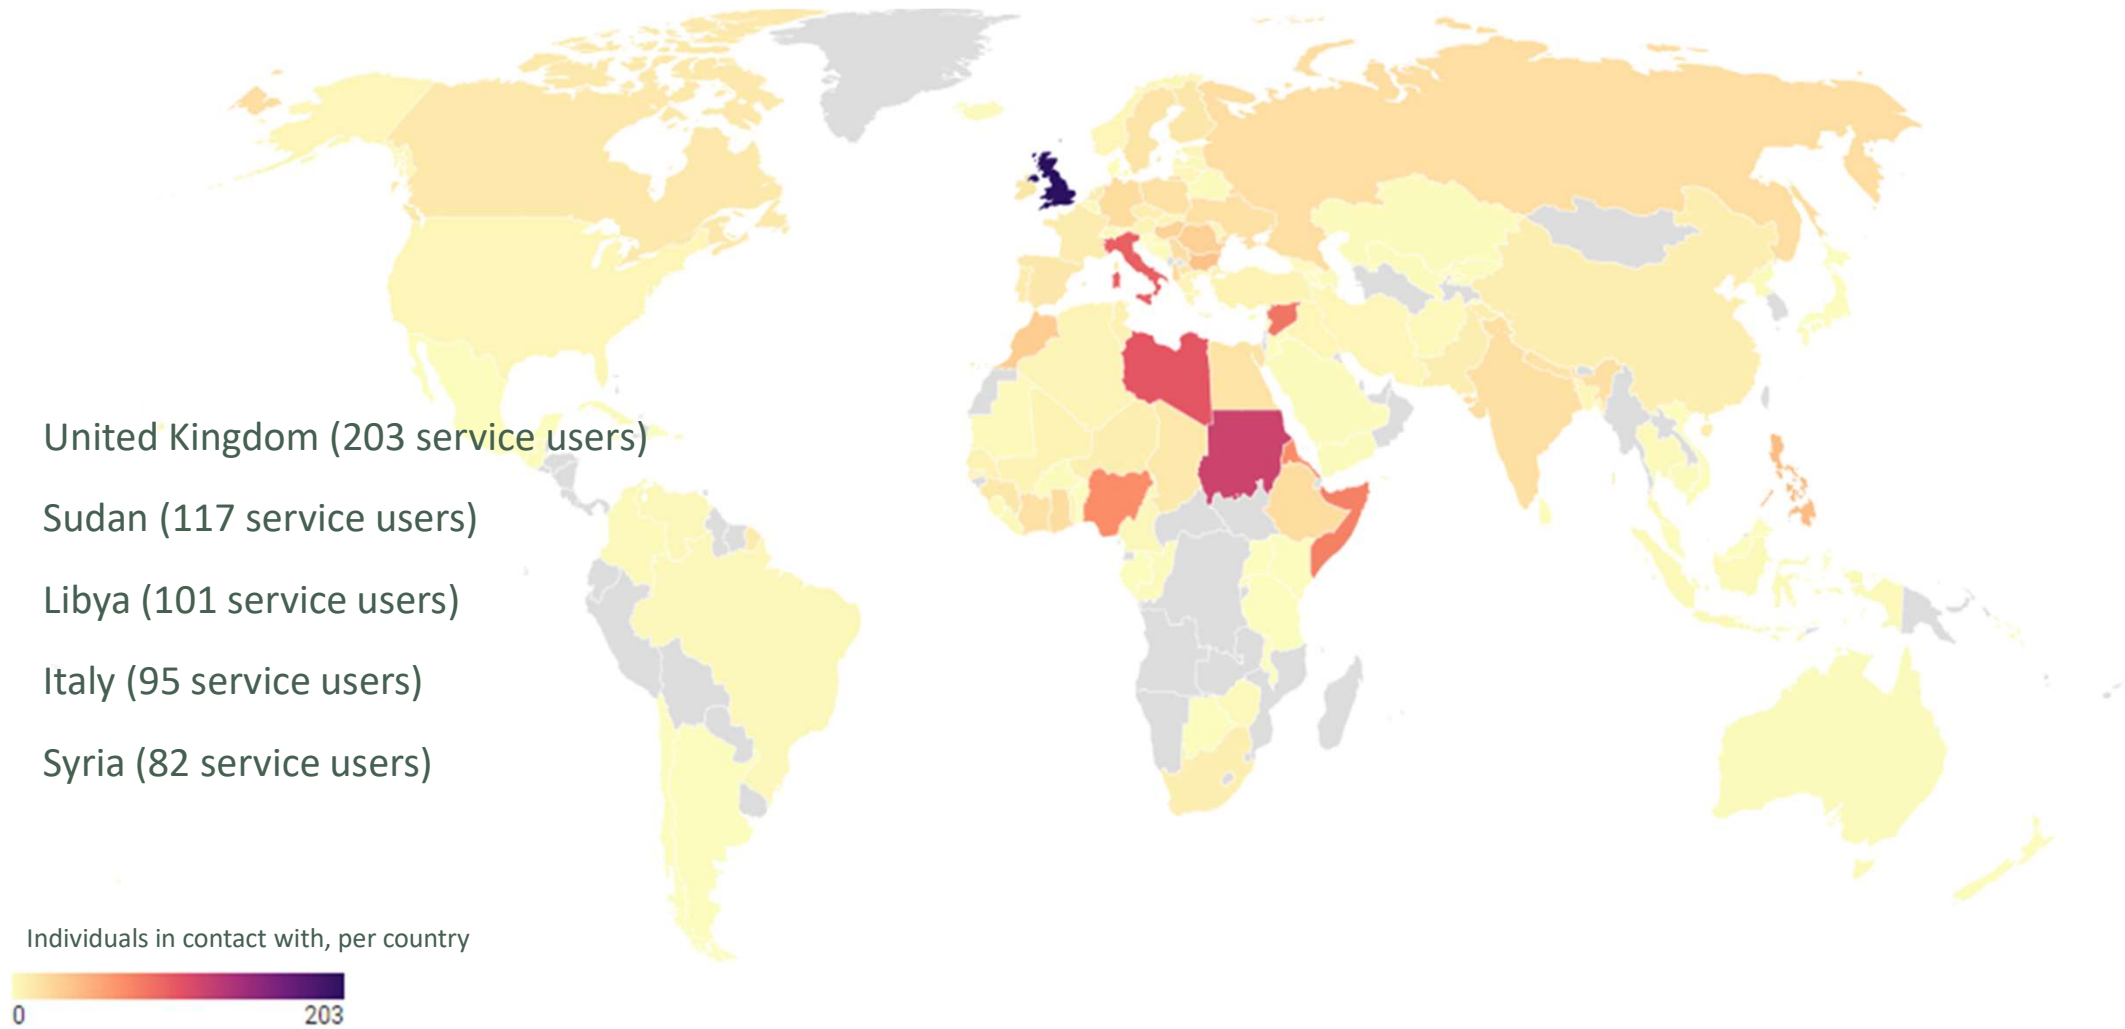 United Kingdom (203 service users)
Sudan (117 service users)
Libya (101 service users)
Italy (95 service users)
Syria (82 service users)
Individuals in contact with, per country
0 203